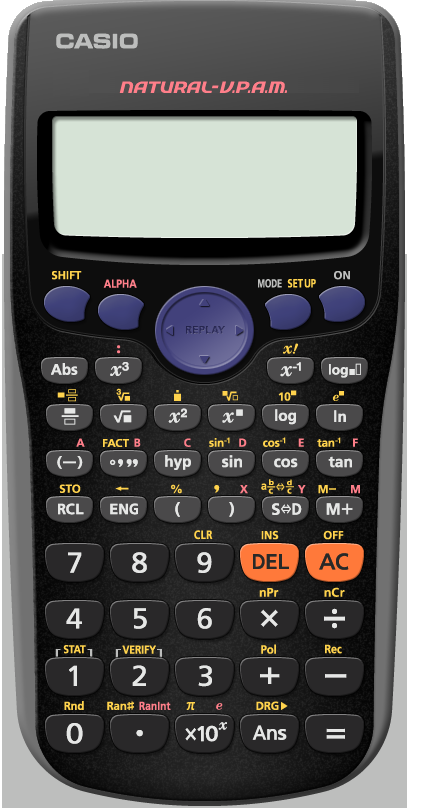 CASIO
NATURAL-V.P.A.M.
SHIFT ALPHA MODE SETUP ON
REPLAY
: x!
Abs x³ x⁻¹ log■▯
■▭/▭ ³√■ ▪ ■√▯ 10■ e■
▬/▭ √■ x² x■ log ln
A FACT B C sin⁻¹ D cos⁻¹ E tan⁻¹ F
(—) °,,, hyp sin cos tan
STO ← % , X a b/c⇔d/c Y M– M
RCL ENG ( ) S⇔D M+
CLR INS OFF
7 8 9 DEL AC
nPr nCr
4 5 6 × ÷
STAT VERIFY Pol Rec
1 2 3 + −
Rnd Ran# RanInt π e DRG▶
0 · ×10ˣ Ans =